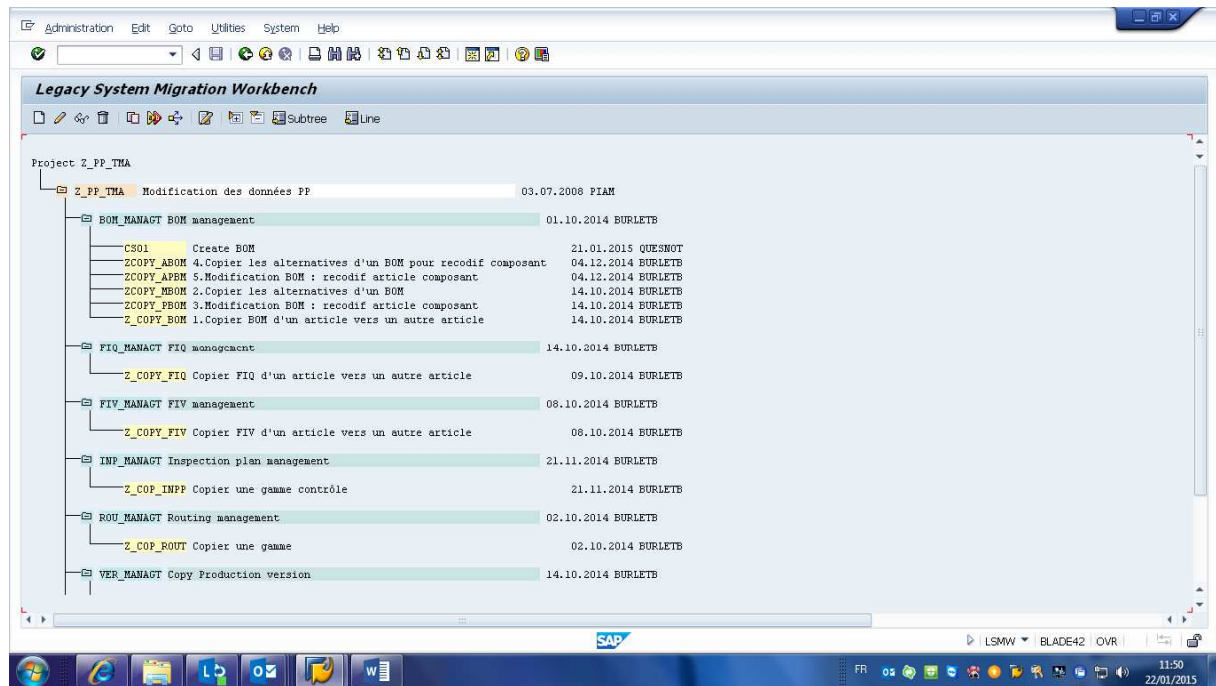 Administration Edit Goto Utilities System Help
Legacy System Migration Workbench
Subtree Line
Project Z_PP_TMA
Z_PP_TMA Modification des données PP 03.07.2008 PIAM
BOM_MANAGT BOM management 01.10.2014 BURLETB
CS01 Create BOM 21.01.2015 QUESNOT
ZCOPY_ABOM 4.Copier les alternatives d'un BOM pour recodif composant 04.12.2014 BURLETB
ZCOPY_APBM 5.Modification BOM : recodif article composant 04.12.2014 BURLETB
ZCOPY_MBOM 2.Copier les alternatives d'un BOM 14.10.2014 BURLETB
ZCOPY_PBOM 3.Modification BOM : recodif article composant 14.10.2014 BURLETB
Z_COPY_BOM 1.Copier BOM d'un article vers un autre article 14.10.2014 BURLETB
FIQ_MANAGT FIQ management 14.10.2014 BURLETB
Z_COPY_FIQ Copier FIQ d'un article vers un autre article 09.10.2014 BURLETB
FIV_MANAGT FIV management 08.10.2014 BURLETB
Z_COPY_FIV Copier FIV d'un article vers un autre article 08.10.2014 BURLETB
INP_MANAGT Inspection plan management 21.11.2014 BURLETB
Z_COP_INPP Copier une gamme contrôle 21.11.2014 BURLETB
ROU_MANAGT Routing management 02.10.2014 BURLETB
Z_COP_ROUT Copier une gamme 02.10.2014 BURLETB
VER_MANAGT Copy Production version 14.10.2014 BURLETB
SAP LSMW BLADE42 OVR
FR 11:50
22/01/2015